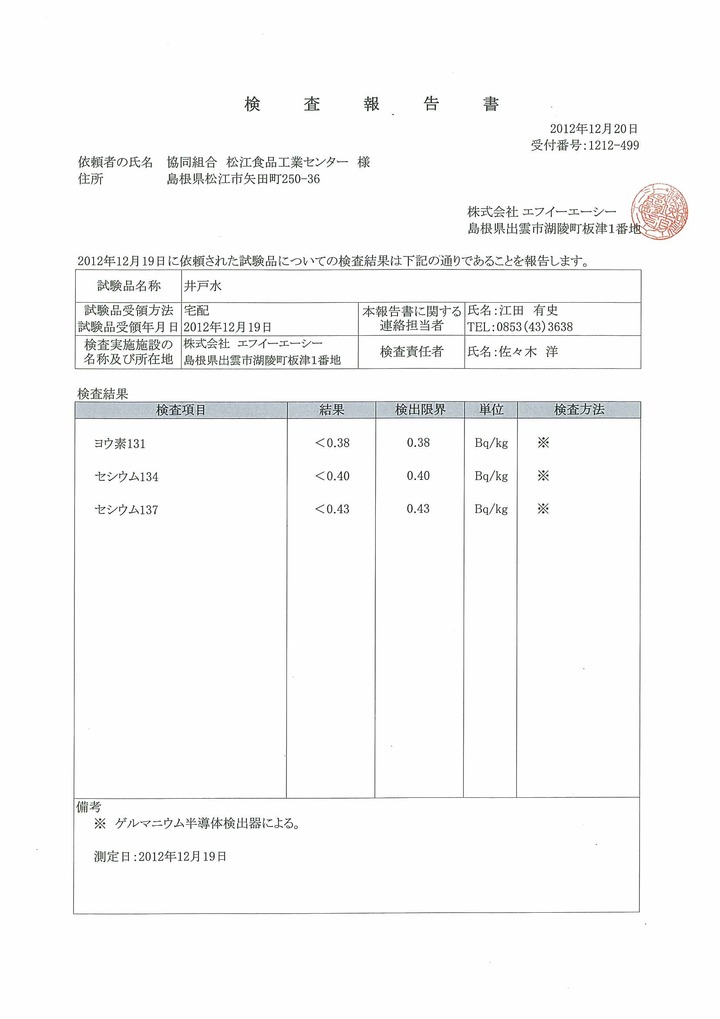 検査報告書
2012年12月20日
受付番号:1212-499
依頼者の氏名 協同組合 松江食品工業センター 様
住所 島根県松江市矢田町250-36
株式会社 エフイーエーシー
島根県出雲市湖陵町板津1番地
2012年12月19日に依頼された試験品についての検査結果は下記の通りであることを報告します。
試験品名称 井戸水
試験品受領方法 宅配 本報告書に関する 氏名:江田 有史
試験品受領年月日 2012年12月19日 連絡担当者 TEL:0853(43)3638
検査実施施設の 株式会社 エフイーエーシー 検査責任者 氏名:佐々木 洋
名称及び所在地 島根県出雲市湖陵町板津1番地
検査結果
検査項目 結果 検出限界 単位 検査方法
ヨウ素131 <0.38 0.38 Bq/kg ※
セシウム134 <0.40 0.40 Bq/kg ※
セシウム137 <0.43 0.43 Bq/kg ※
備考
※ ゲルマニウム半導体検出器による。
測定日:2012年12月19日